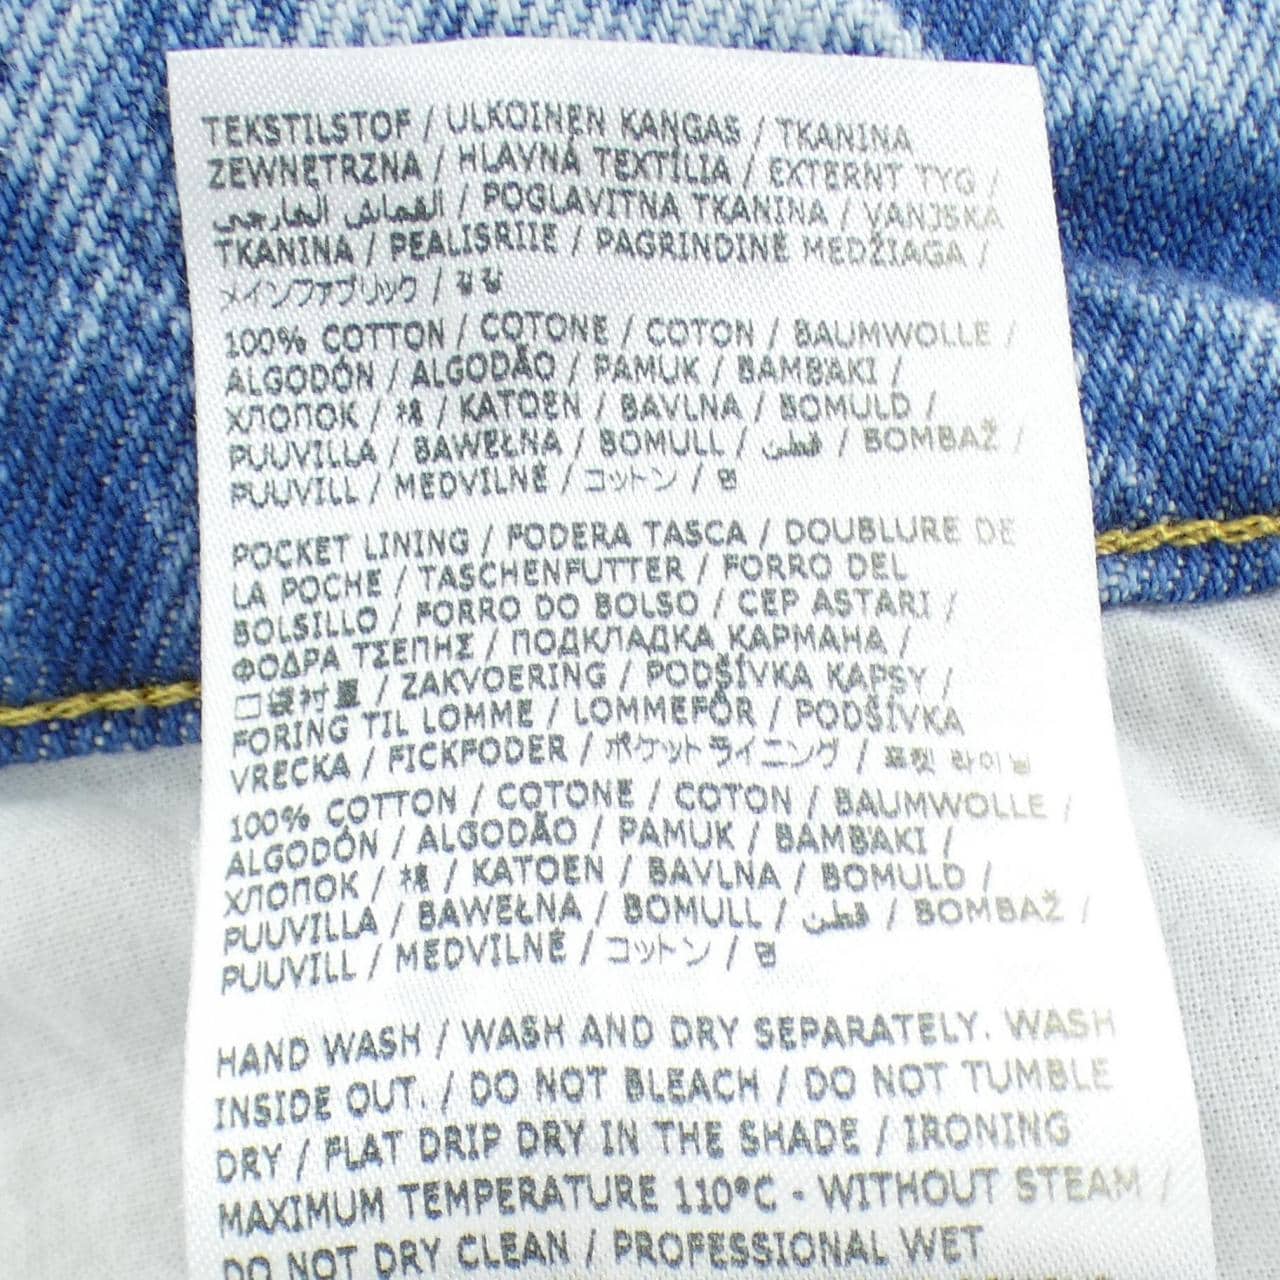 TEKSTILSTOF / ULKOINEN KANGAS / TKANINA
ZEWNĘTRZNA / HLAVNÁ TEXTÍLIA / EXTERNT TYG /
القماش الخارجي / POGLAVITNA TKANINA / VANJSKA
TKANINA / PEALISRIIE / PAGRINDINĖ MEDŽIAGA /
メインファブリック /
100% COTTON / COTONE / COTON / BAUMWOLLE /
ALGODÓN / ALGODÃO / PAMUK / BAMBAKI /
ХЛОПОК / 棉 / KATOEN / BAVLNA / BOMULD /
PUUVILLA / BAWEŁNA / BOMULL / قطن / BOMBAŽ /
PUUVILL / MEDVILNĖ / コットン / 면
POCKET LINING / FODERA TASCA / DOUBLURE DE
LA POCHE / TASCHENFUTTER / FORRO DEL
BOLSILLO / FORRO DO BOLSO / CEP ASTARI /
ΦΟΔΡΑ ΤΣΕΠΗΣ / ПОДКЛАДКА КАРМАНА /
口袋衬里 / ZAKVOERING / PODŠÍVKA KAPSY /
FORING TIL LOMME / LOMMEFÔR / PODŠÍVKA
VRECKA / FICKFODER / ポケットライニング / 포켓 라이닝
100% COTTON / COTONE / COTON / BAUMWOLLE /
ALGODÓN / ALGODÃO / PAMUK / BAMBAKI /
ХЛОПОК / 棉 / KATOEN / BAVLNA / BOMULD /
PUUVILLA / BAWEŁNA / BOMULL / قطن / BOMBAŽ /
PUUVILL / MEDVILNĖ / コットン / 면
HAND WASH / WASH AND DRY SEPARATELY. WASH
INSIDE OUT. / DO NOT BLEACH / DO NOT TUMBLE
DRY / FLAT DRIP DRY IN THE SHADE / IRONING
MAXIMUM TEMPERATURE 110°C - WITHOUT STEAM /
DO NOT DRY CLEAN / PROFESSIONAL WET